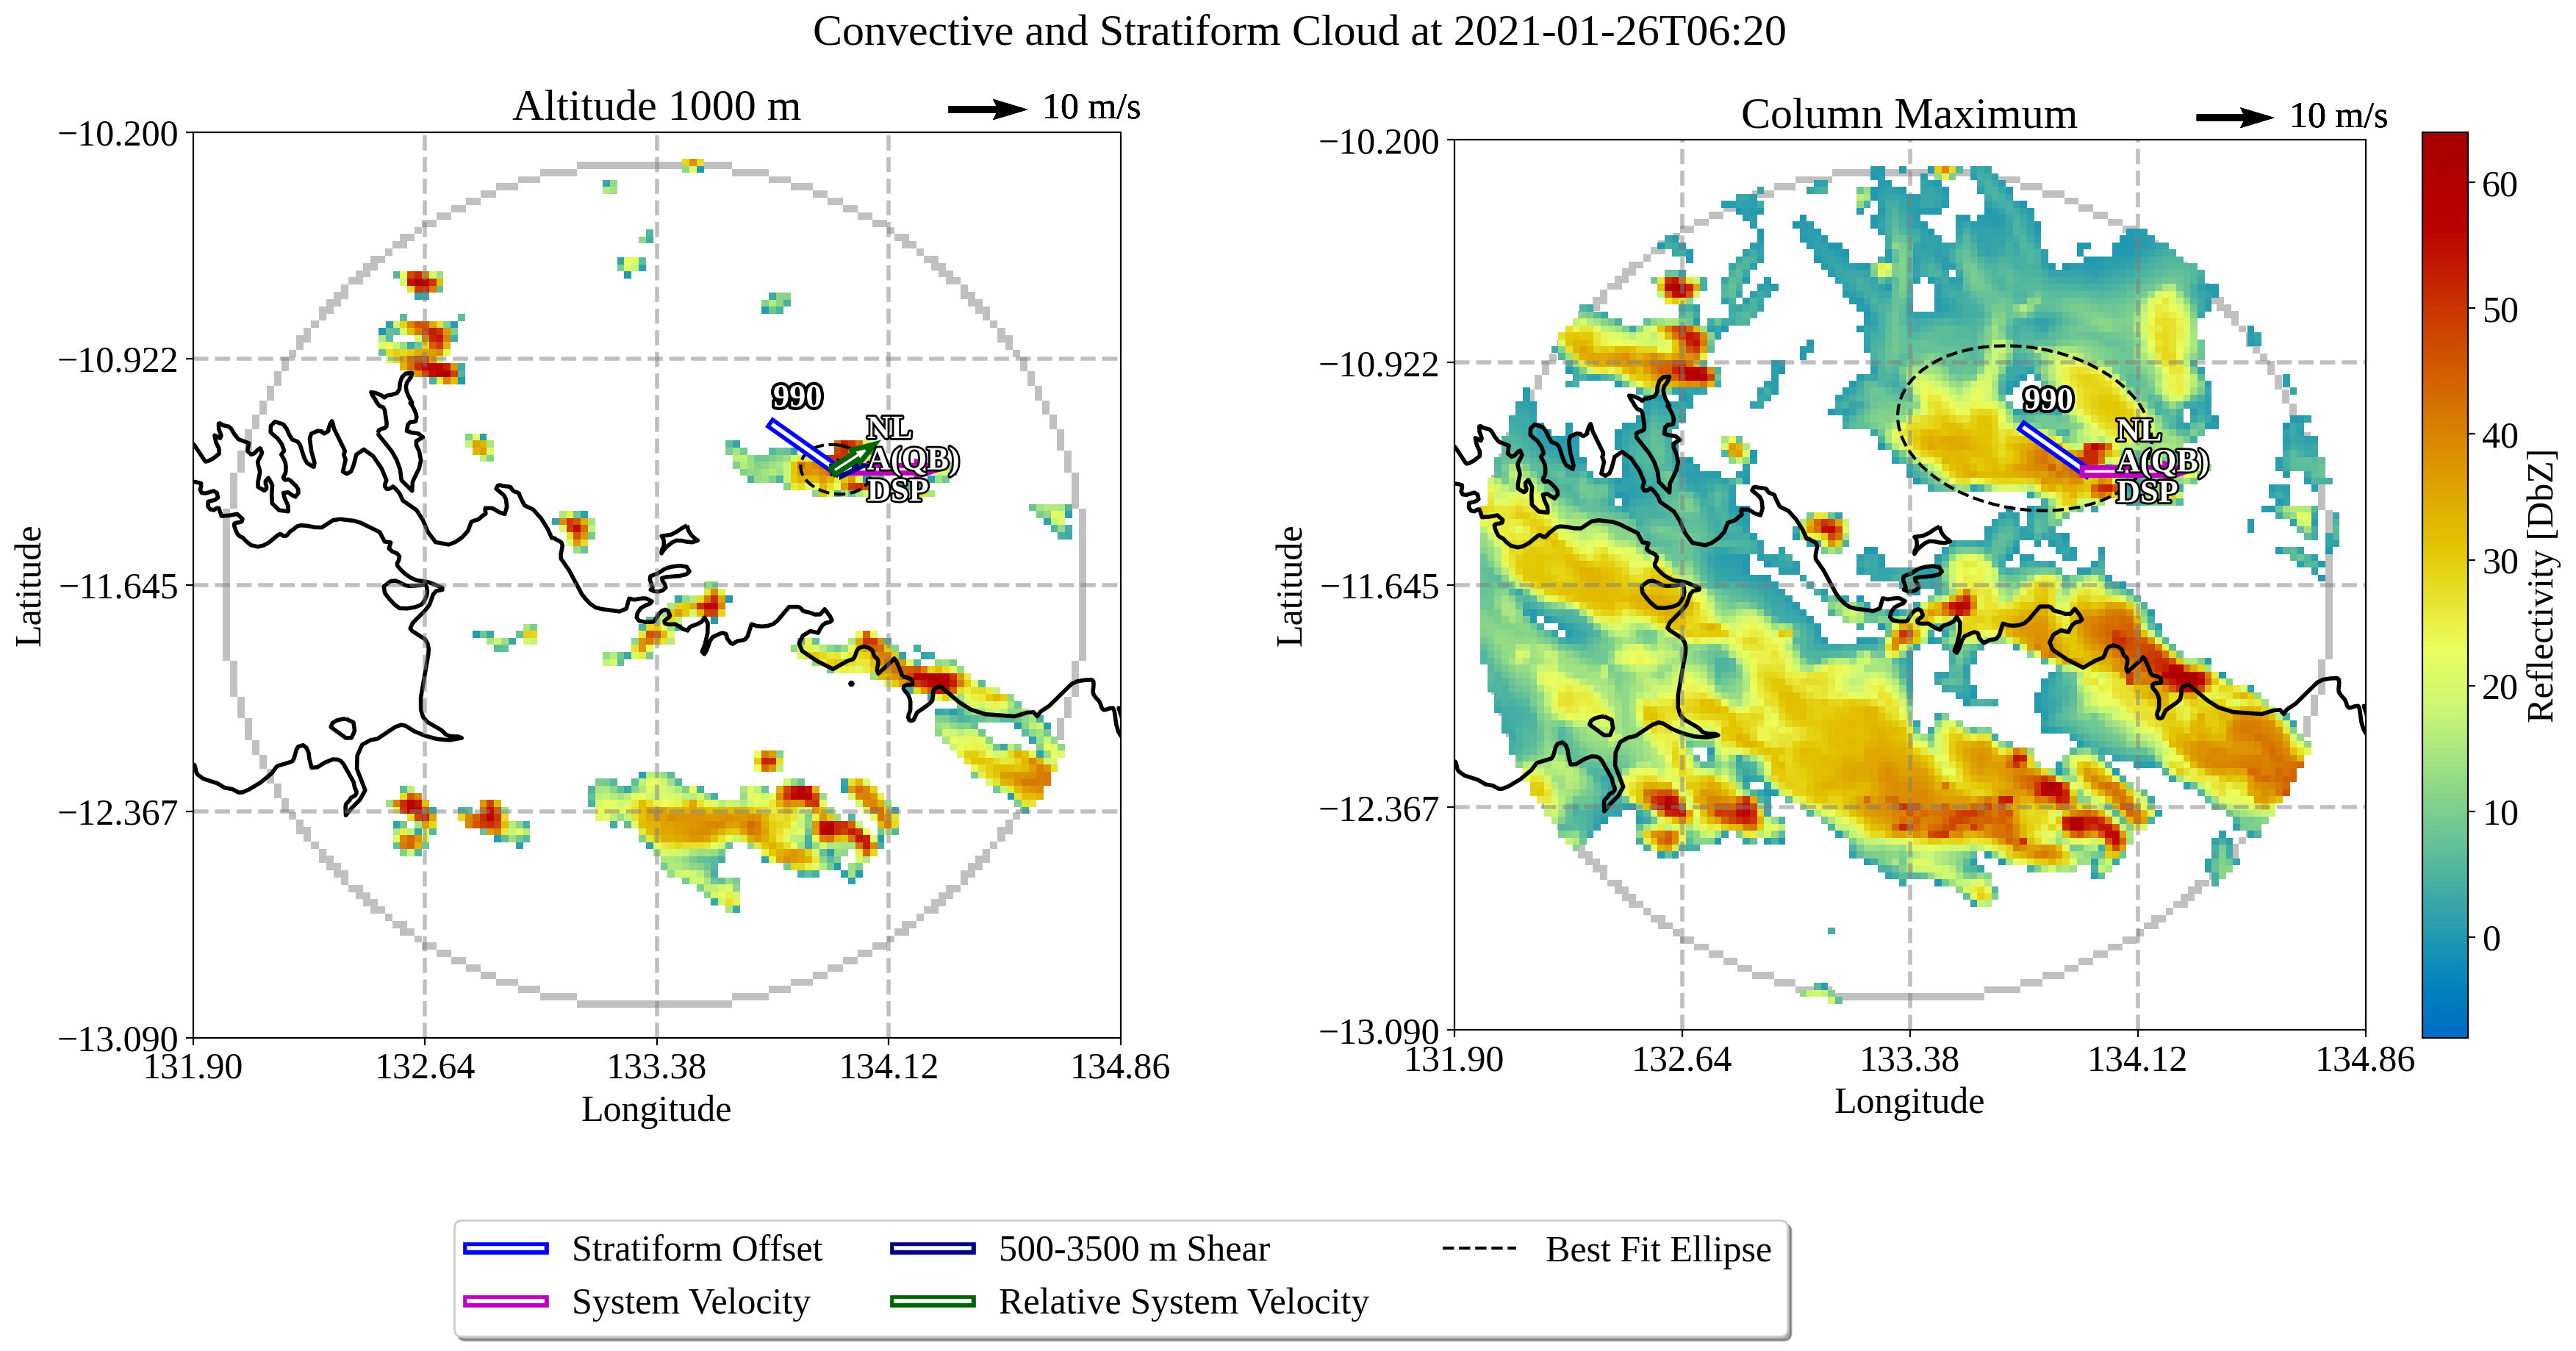 Convective and Stratiform Cloud at 2021-01-26T06:20
Altitude 1000 m
10 m/s
−10.200
−10.922
−11.645
−12.367
−13.090
Latitude
131.90
132.64
133.38
134.12
134.86
Longitude
990
NL
A(QB)
DSP
Column Maximum
10 m/s
−10.200
−10.922
−11.645
−12.367
−13.090
Latitude
131.90
132.64
133.38
134.12
134.86
Longitude
990
NL
A(QB)
DSP
60
50
40
30
20
10
0
Reflectivity [DbZ]
Stratiform Offset
System Velocity
500-3500 m Shear
Relative System Velocity
Best Fit Ellipse